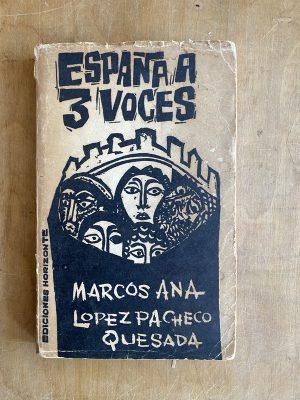 ESPAÑA A
3 VOCES
EDICIONES HORIZONTE
MARCOS ANA
LOPEZ PACHECO
QUESADA